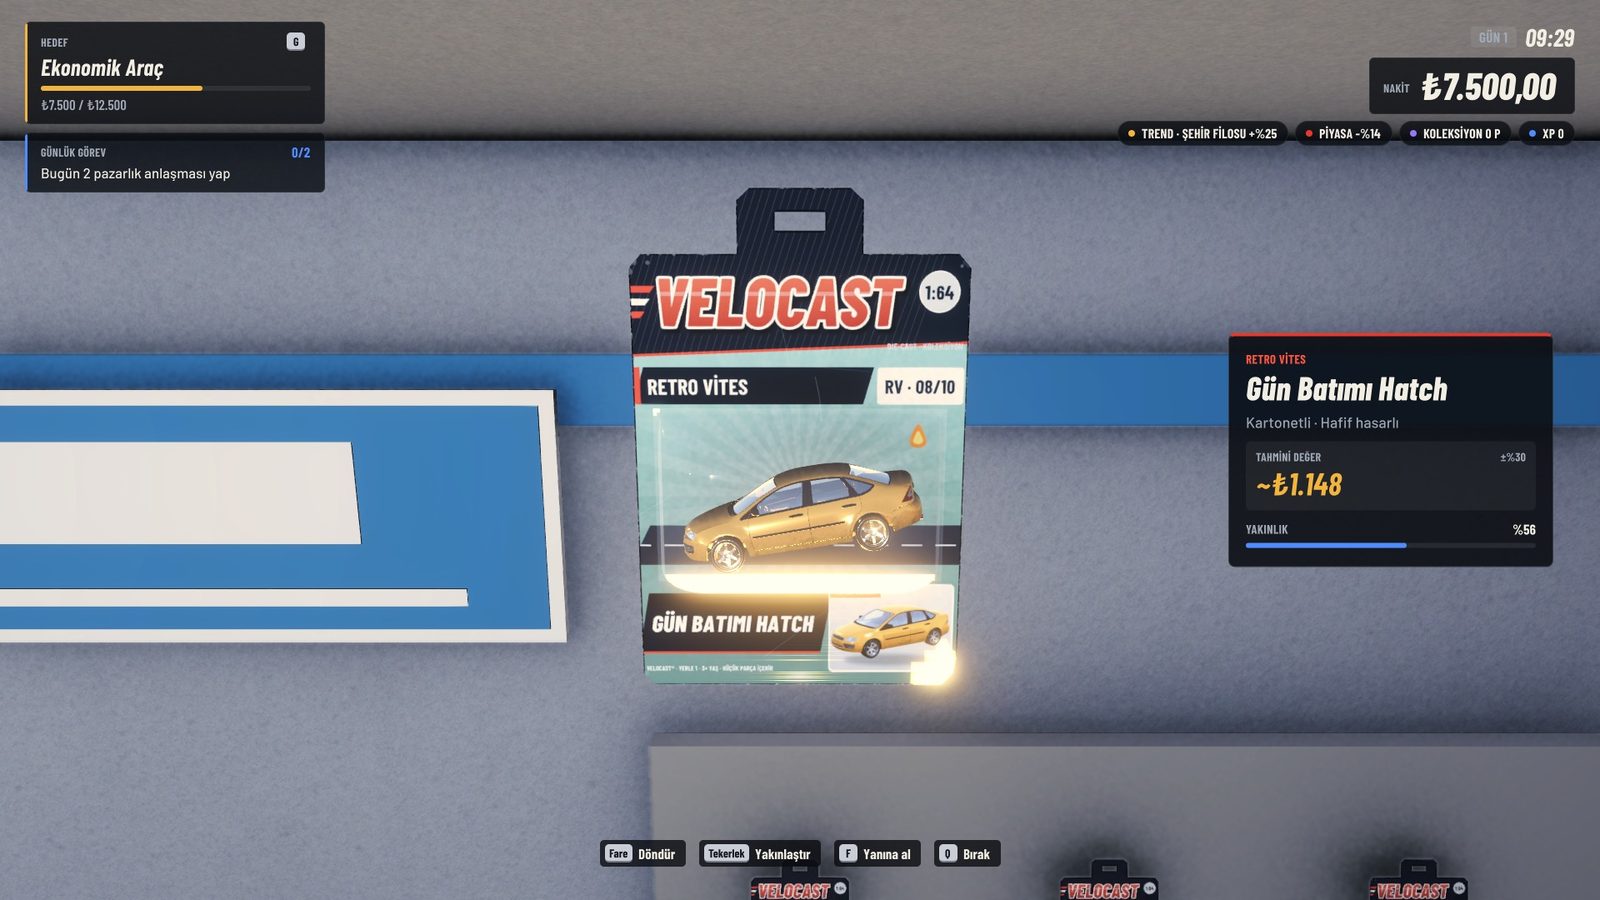 HEDEF
G
Ekonomik Araç
₺7.500 / ₺12.500
GÜNLÜK GÖREV
0/2
Bugün 2 pazarlık anlaşması yap
GÜN 1
09:29
NAKİT
₺7.500,00
TREND · ŞEHİR FİLOSU +%25
PİYASA -%14
KOLEKSİYON 0 P
XP 0
VELOCAST
1:64
DIE-CAST · KOLEKSİYON
RETRO VİTES
RV · 08/10
GÜN BATIMI HATCH
RETRO VİTES
Gün Batımı Hatch
Kartonetli · Hafif hasarlı
TAHMİNİ DEĞER
±%30
~₺1.148
YAKINLIK
%56
Fare Döndür
Tekerlek Yakınlaştır
F Yanına al
Q Bırak
VELOCAST
VELOCAST
VELOCAST